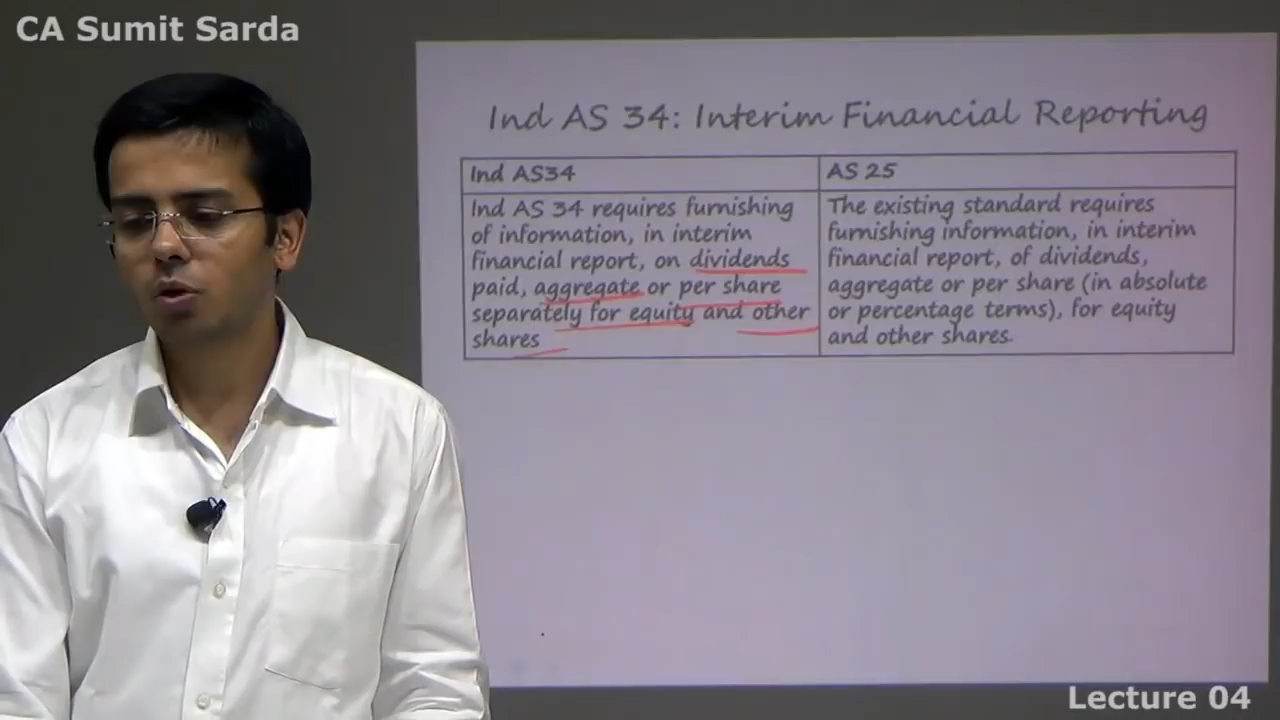 CA Sumit Sarda
Ind AS 34: Interim Financial Reporting
Ind AS34
Ind AS 34 requires furnishing
of information, in interim
financial report, on dividends
paid, aggregate or per share
separately for equity and other
shares
AS 25
The existing standard requires
furnishing information, in interim
financial report, of dividends,
aggregate or per share (in absolute
or percentage terms), for equity
and other shares.
Lecture 04